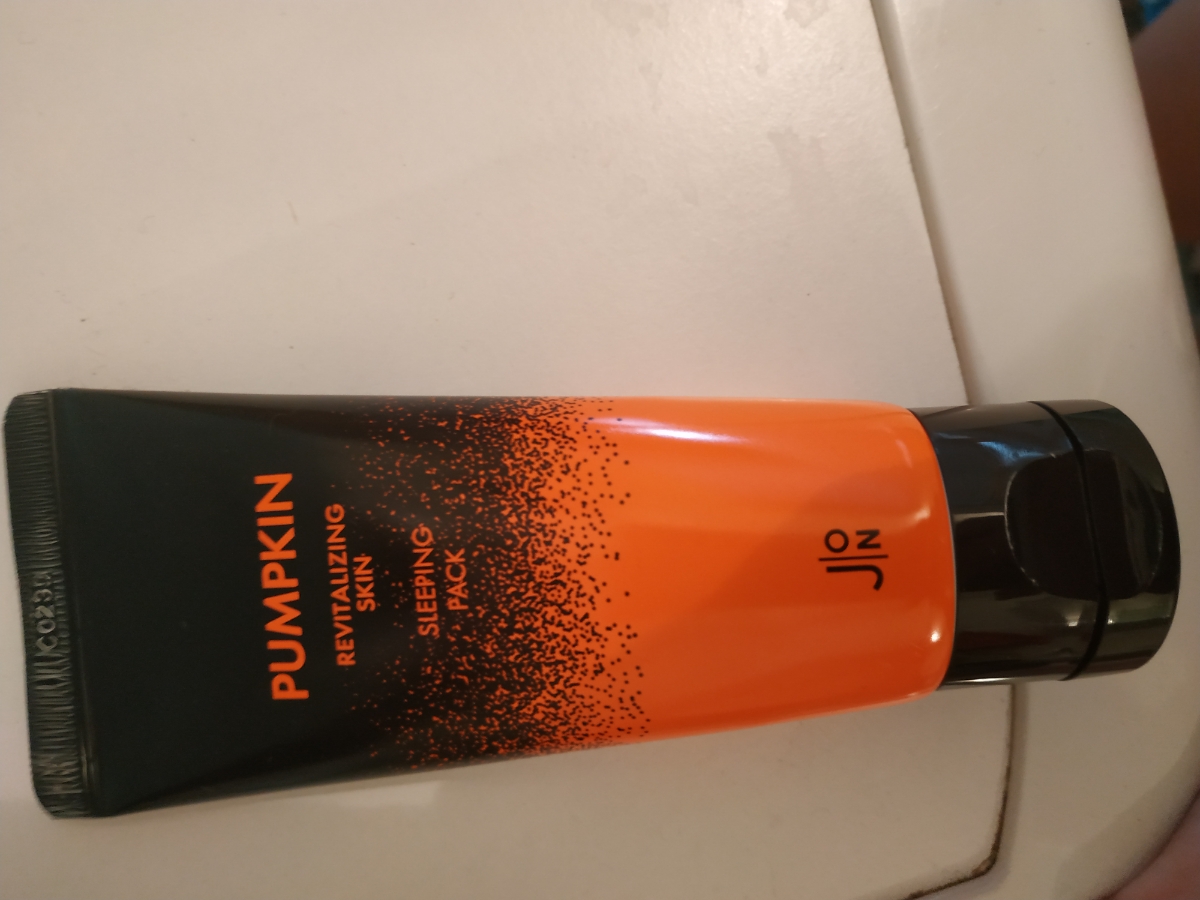 PUMPKIN
REVITALIZING
SKIN
SLEEPING
PACK
J:ON